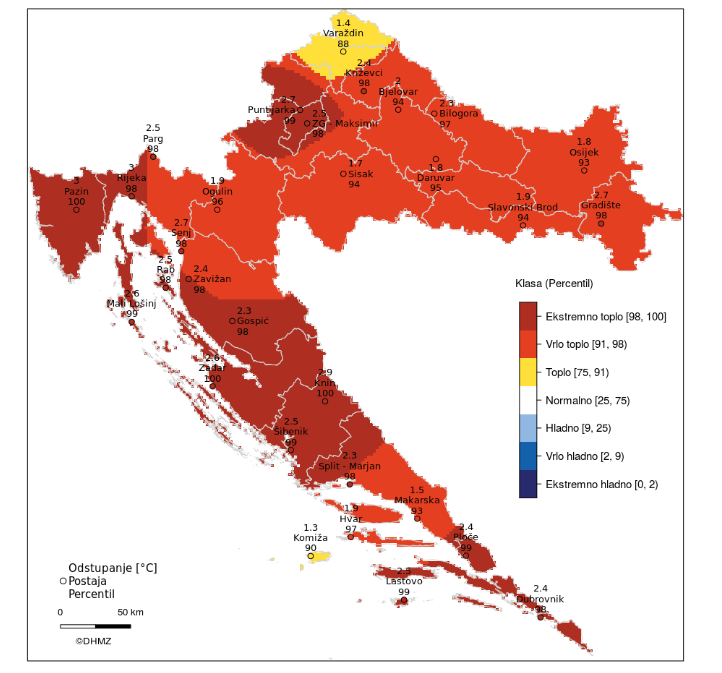 1.4
Varaždin
88
2.4
Križevci
98
2
Bjelovar
94
2.3
Bilogora
97
2.7
Puntijarka
99
2.5
ZG - Maksimir
98
2.5
Parg
98
3
Rijeka
98
3
Pazin
100
1.9
Ogulin
96
1.7
Sisak
94
1.8
Daruvar
95
1.8
Osijek
93
1.9
Slavonski Brod
94
2.7
Gradište
98
2.7
Senj
98
2.5
Rab
98
2.4
Zavižan
98
2.6
Mali Lošinj
99
2.3
Gospić
98
2.6
Zadar
100
2.9
Knin
100
2.5
Šibenik
99
2.3
Split - Marjan
98
1.5
Makarska
93
1.9
Hvar
97
1.3
Komiža
90
2.4
Ploče
99
Lastovo
99
2.4
Dubrovnik
98
Klasa (Percentil)
Ekstremno toplo [98, 100]
Vrlo toplo [91, 98)
Toplo [75, 91)
Normalno [25, 75)
Hladno [9, 25)
Vrlo hladno [2, 9)
Ekstremno hladno [0, 2)
Odstupanje [°C]
Postaja
Percentil
0 50 km
©DHMZ